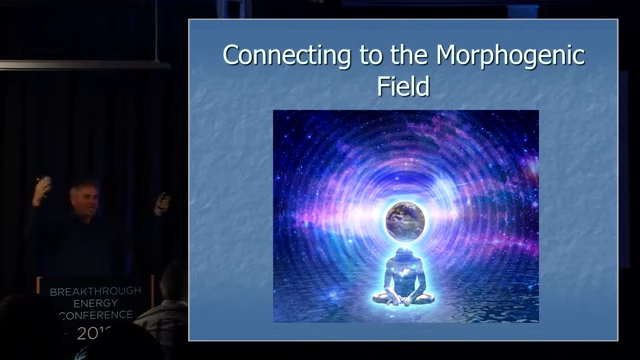 Connecting to the Morphogenic
Field
BREAKTHROUGH
ENERGY
CONFERENCE